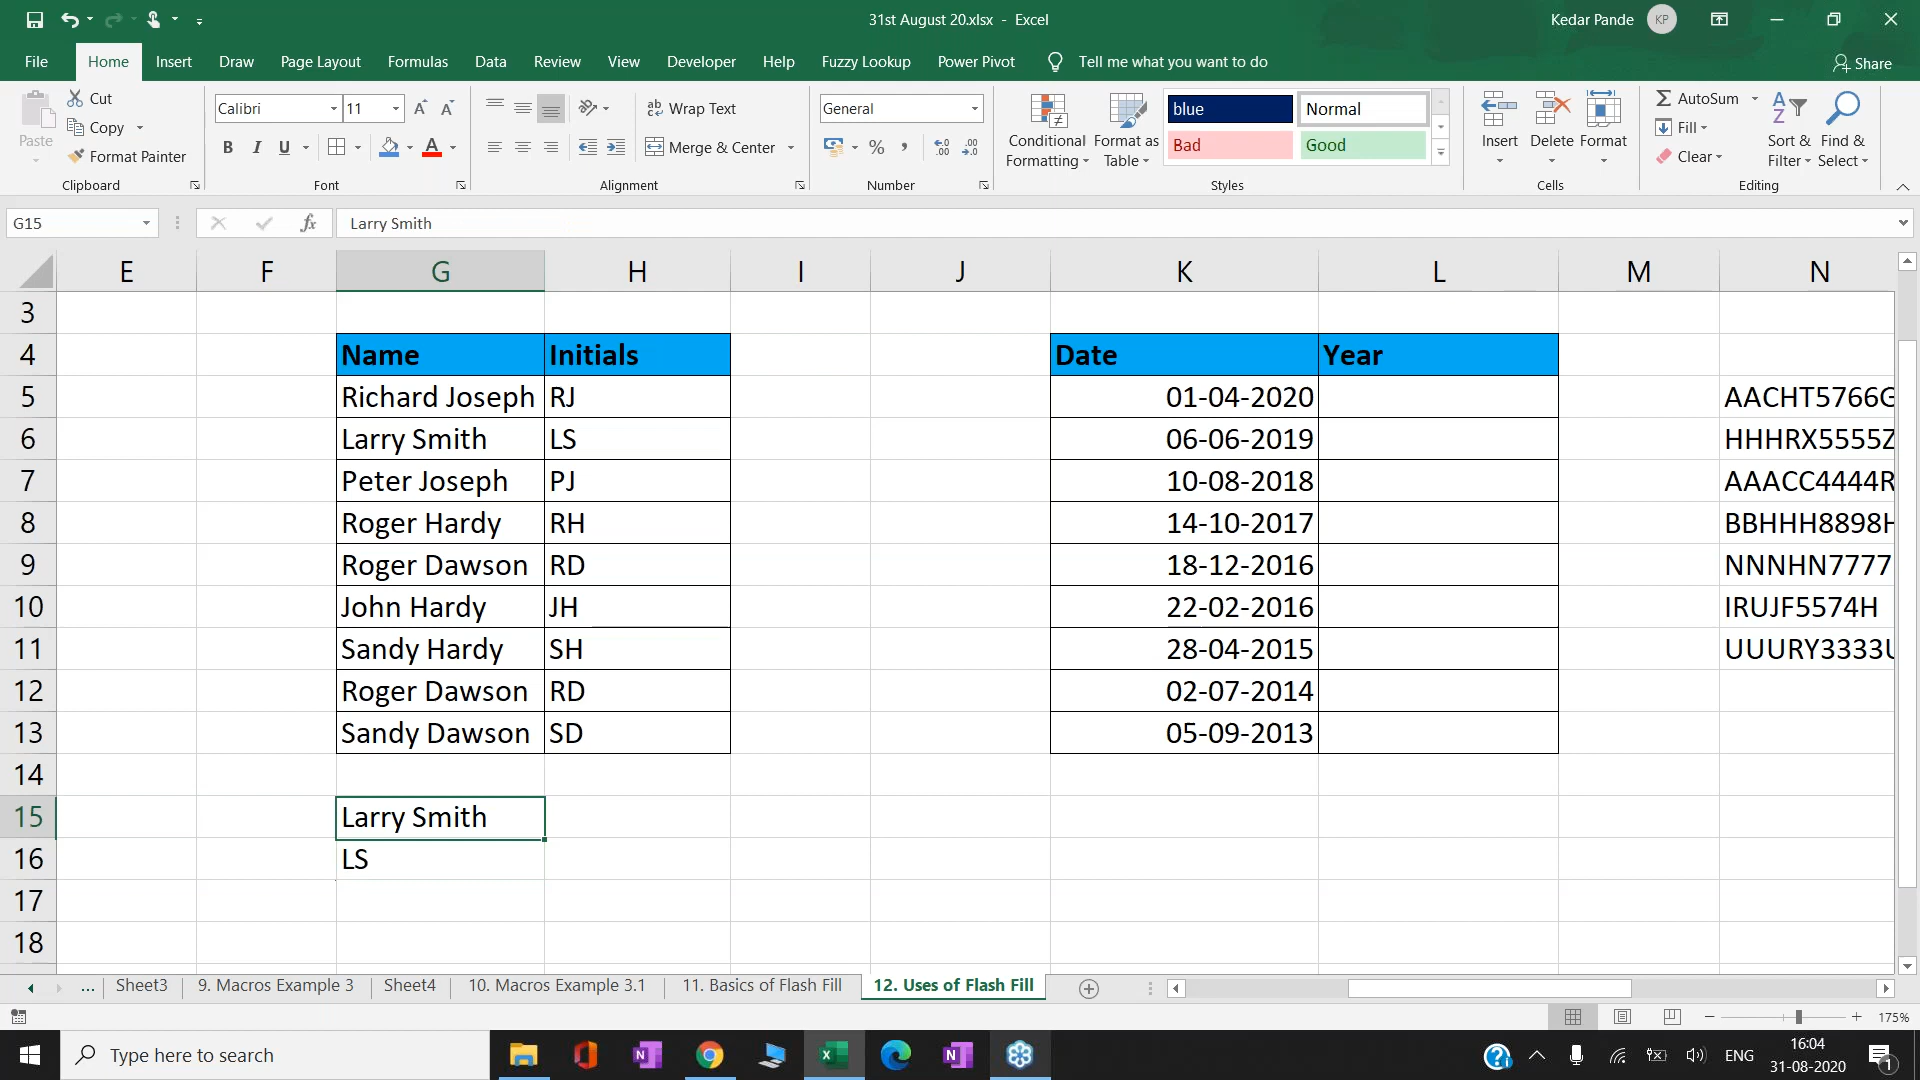 31st August 20.xlsx - Excel
Kedar Pande
KP
File Home Insert Draw Page Layout Formulas Data Review View Developer Help Fuzzy Lookup Power Pivot Tell me what you want to do
Share
Paste
Cut
Copy
Format Painter
Clipboard
Calibri 11
B I U
Font
Wrap Text
Merge & Center
Alignment
General
Number
Conditional Formatting
Format as Table
blue Normal
Bad Good
Styles
Insert Delete Format
Cells
AutoSum
Fill
Clear
Sort & Filter
Find & Select
Editing
G15 fx Larry Smith
E F G H I J K L M N
3
4 Name Initials Date Year
5 Richard Joseph RJ 01-04-2020 AACHT5766G
6 Larry Smith LS 06-06-2019 HHHRX5555Z
7 Peter Joseph PJ 10-08-2018 AAACC4444R
8 Roger Hardy RH 14-10-2017 BBHHH8898H
9 Roger Dawson RD 18-12-2016 NNNHN7777
10 John Hardy JH 22-02-2016 IRUJF5574H
11 Sandy Hardy SH 28-04-2015 UUURY3333U
12 Roger Dawson RD 02-07-2014
13 Sandy Dawson SD 05-09-2013
14
15 Larry Smith
16 LS
17
18
... Sheet3 9. Macros Example 3 Sheet4 10. Macros Example 3.1 11. Basics of Flash Fill 12. Uses of Flash Fill
175%
Type here to search
ENG
16:04
31-08-2020
1